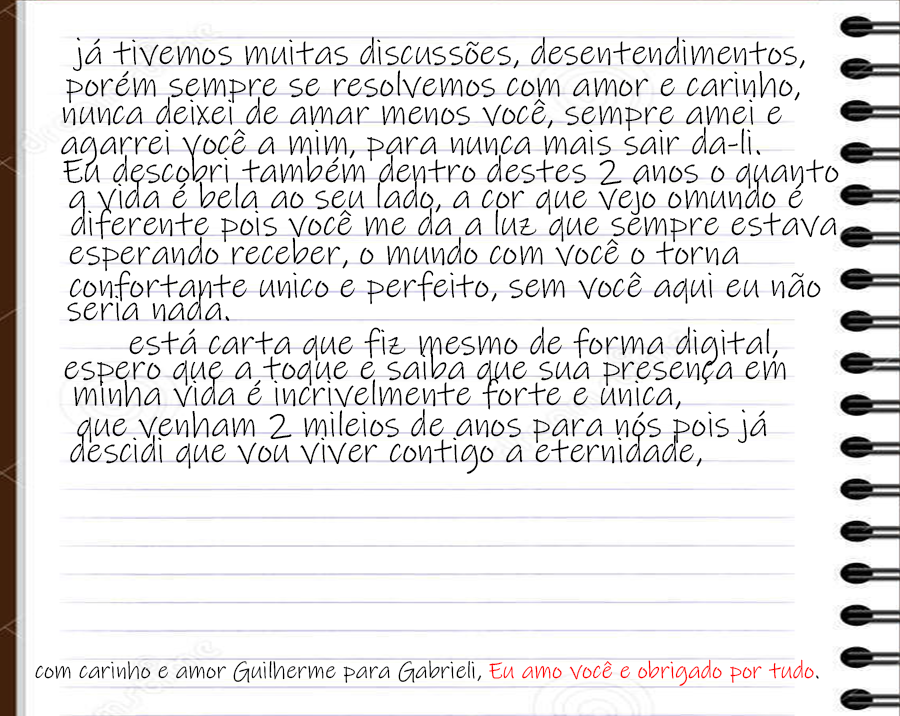 já tivemos muitas discussões, desentendimentos,
porém sempre se resolvemos com amor e carinho,
nunca deixei de amar menos você, sempre amei e
agarrei você a mim, para nunca mais sair da-li.
Eu descobri também dentro destes 2 anos o quanto
a vida é bela ao seu lado, a cor que vejo omundo é
diferente pois você me da a luz que sempre estava
esperando receber, o mundo com você o torna
confortante unico e perfeito, sem você aqui eu não
seria nada.
está carta que fiz mesmo de forma digital,
espero que a toque e saiba que sua presença em
minha vida é incrivelmente forte e unica,
que venham 2 mileios de anos para nós pois já
descidi que vou viver contigo a eternidade,
com carinho e amor Guilherme para Gabrieli, Eu amo você e obrigado por tudo.